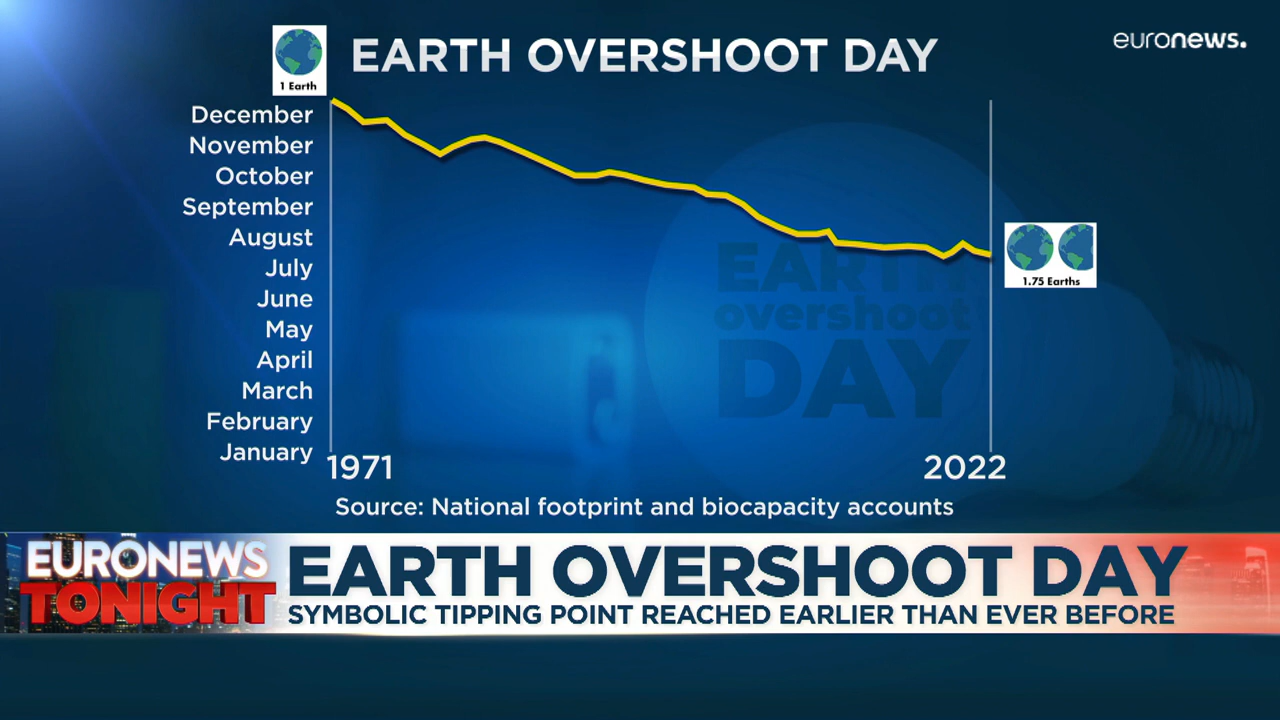 EARTH OVERSHOOT DAY
euronews.
1 Earth
December
November
October
September
August
July
June
May
April
March
February
January
1.75 Earths
EARTH
overshoot
DAY
1971
2022
Source: National footprint and biocapacity accounts
EURONEWS
TONIGHT
EARTH OVERSHOOT DAY
SYMBOLIC TIPPING POINT REACHED EARLIER THAN EVER BEFORE